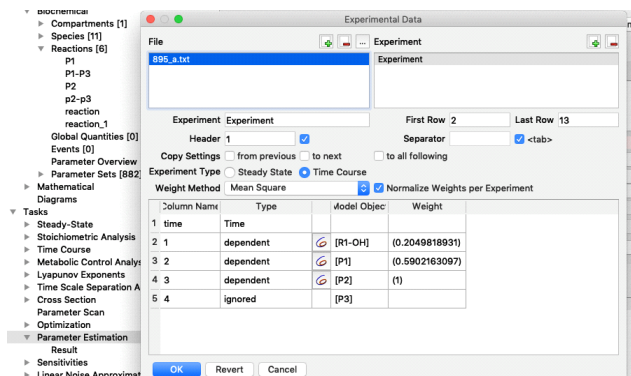 Biochemical
Compartments [1]
Species [11]
Reactions [6]
P1
P1-P3
P2
p2-p3
reaction
reaction_1
Global Quantities [0]
Events [0]
Parameter Overview
Parameter Sets [882]
Mathematical
Diagrams
Tasks
Steady-State
Stoichiometric Analysis
Time Course
Metabolic Control Analys
Lyapunov Exponents
Time Scale Separation A
Cross Section
Parameter Scan
Optimization
Parameter Estimation
Result
Sensitivities
Linear Noise Approximat
Experimental Data
File ... Experiment
895_a.txt Experiment
Experiment Experiment First Row 2 Last Row 13
Header 1 Separator <tab>
Copy Settings from previous to next to all following
Experiment Type Steady State Time Course
Weight Method Mean Square Normalize Weights per Experiment
Column Name Type Model Objec Weight
1 time Time
2 1 dependent [R1-OH] (0.2049818931)
3 2 dependent [P1] (0.5902163097)
4 3 dependent [P2] (1)
5 4 ignored [P3]
OK Revert Cancel